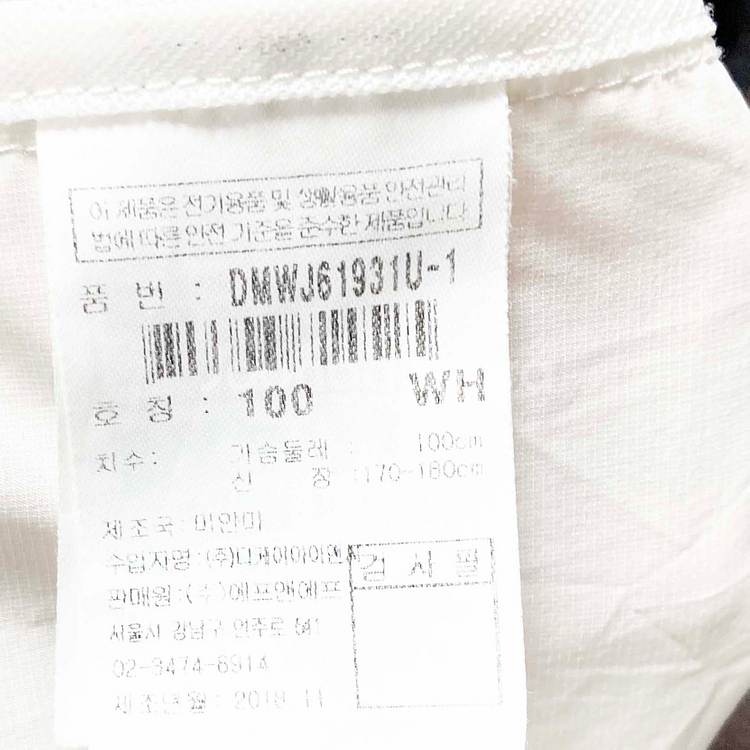 이 제품은 전기용품 및 생활용품 안전관리
법에 따른 안전 기준을 준수한 제품입니다
품 번 : DMWJ61931U-1
호 칭 : 100 WH
치수: 가슴둘레 : 100cm
신 장 :170-180cm
제조국: 미얀마
수입자명:(주)디케이아이앤
검 사 필
판매원:(주)에프앤에프
서울시 강남구 언주로 541
02-3474-8914
제조년월: 2018.11